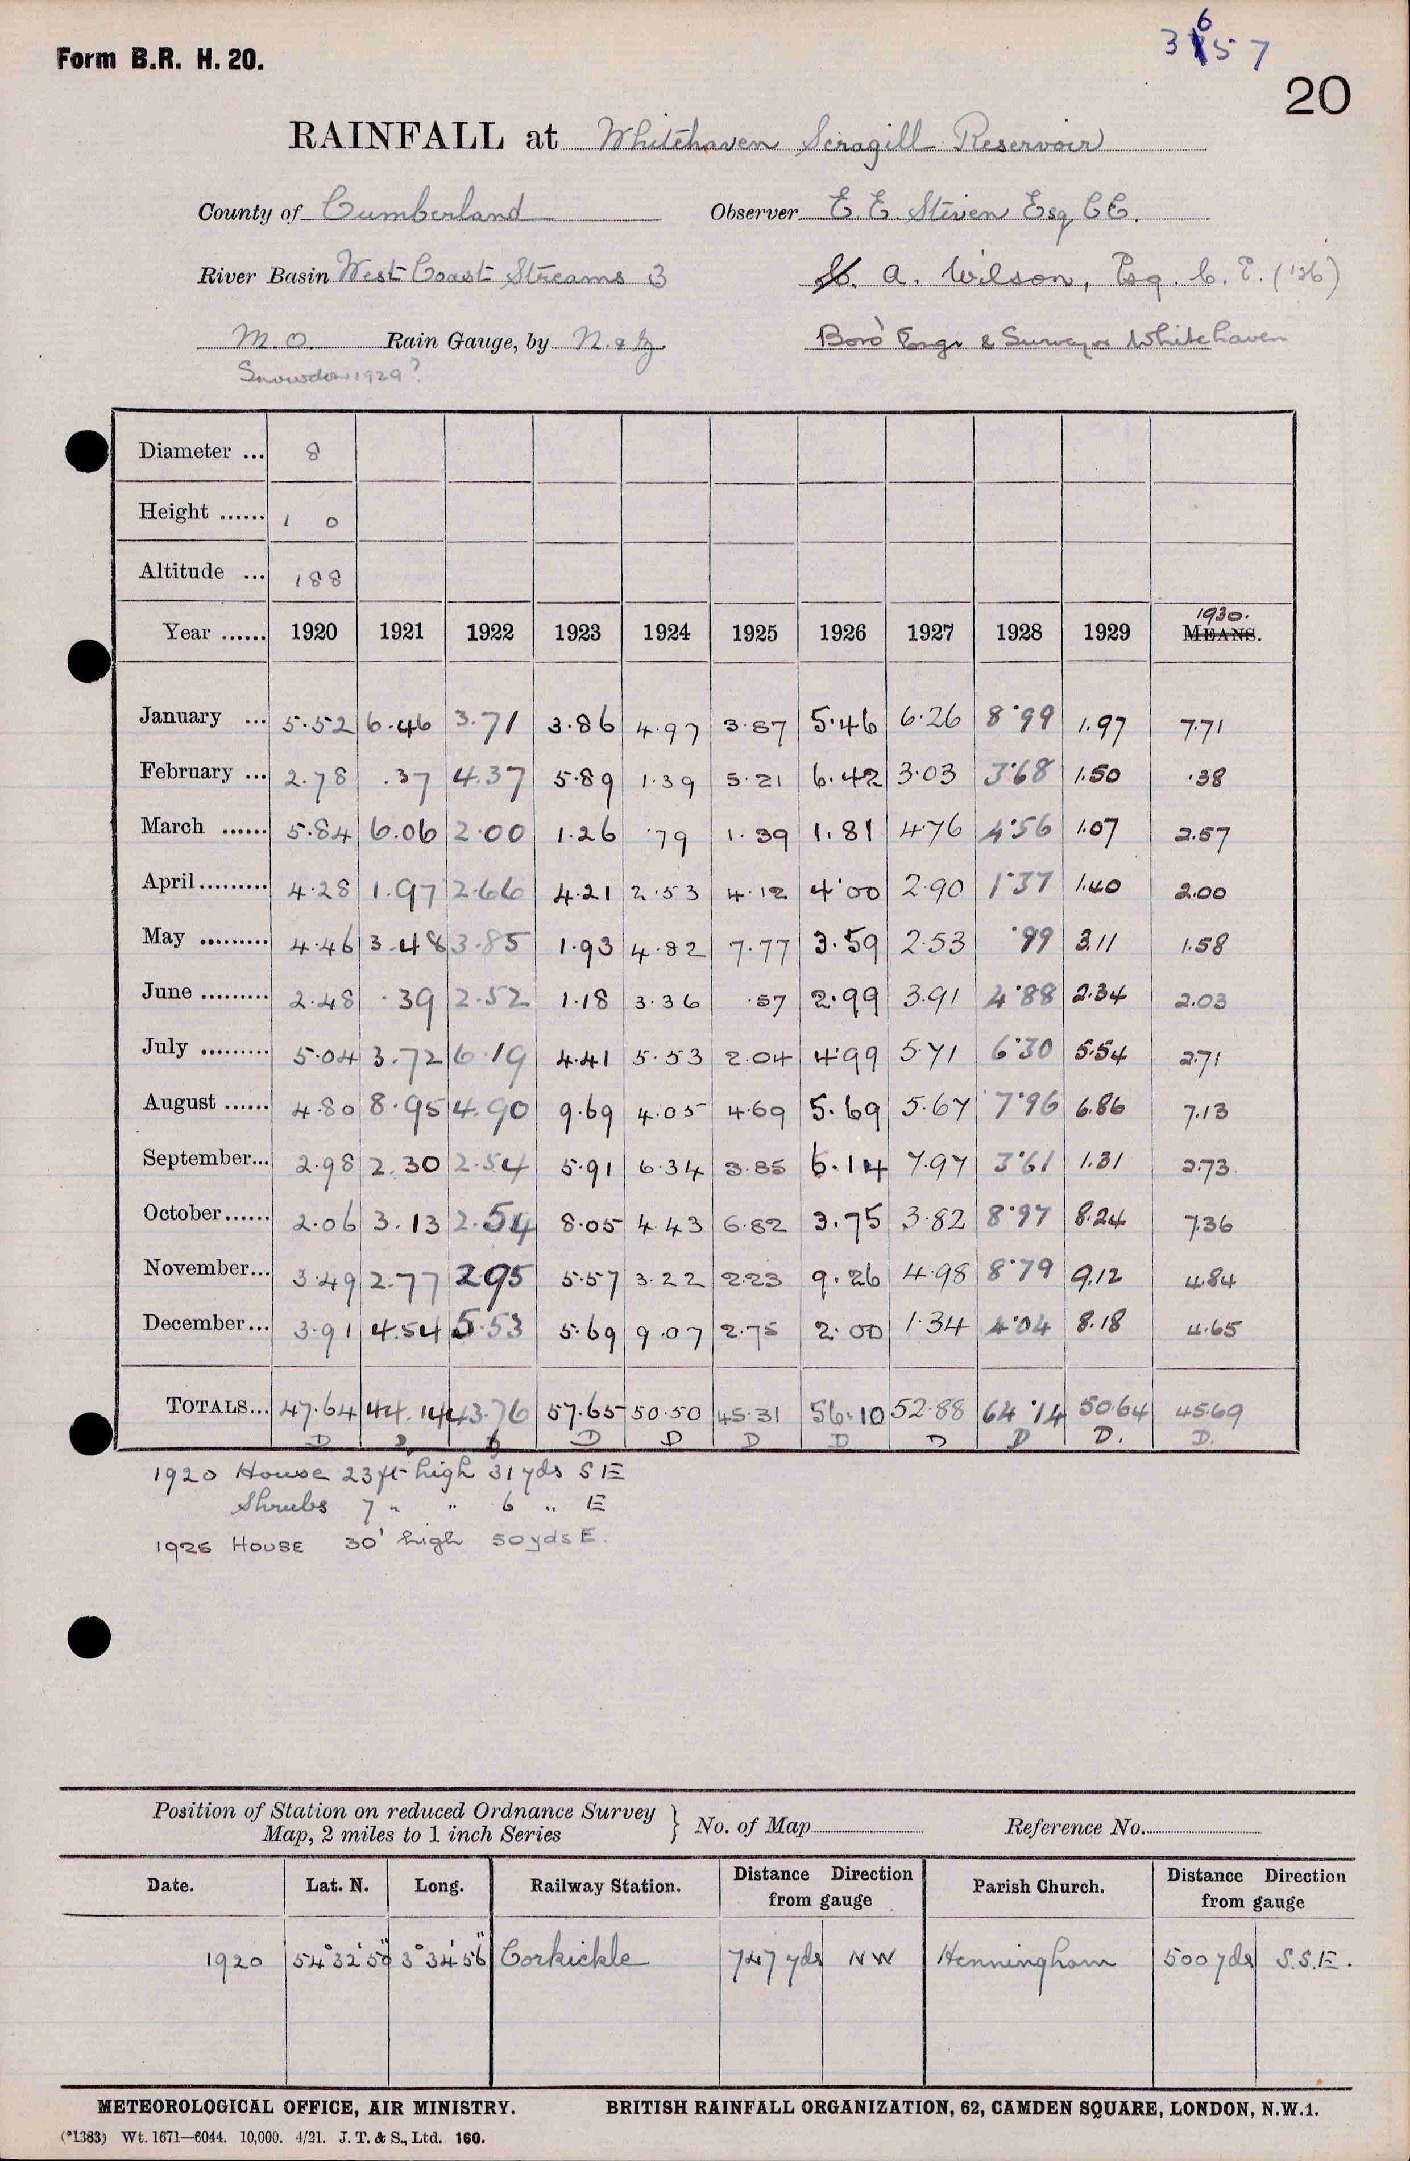 Form B.R. H. 20.
3657
20
RAINFALL at Whitehaven Scragill Reservoir
County of Cumberland Observer E. E. Stiven Esq C.E.
River Basin West Coast Streams 3 A. Wilson, Esq. C. E. ('26)
M.O. Rain Gauge, by N. & Z. Boro' Engr & Surveyor Whitehaven
Snowdon 1929?
Diameter ... 8
Height ...... 1 0
Altitude ... 188
Year ...... 1920 1921 1922 1923 1924 1925 1926 1927 1928 1929 1930. MEANS.
January ... 5.52 6.46 3.71 3.86 4.97 3.87 5.46 6.26 8.99 1.97 7.71
February ... 2.78 .37 4.37 5.89 1.39 5.21 6.42 3.03 3.68 1.50 .38
March ...... 5.84 6.06 2.00 1.26 .79 1.39 1.81 4.76 4.56 1.07 2.57
April ......... 4.28 1.97 2.66 4.21 2.53 4.12 4.00 2.90 1.37 1.40 2.00
May ......... 4.46 3.48 3.85 1.93 4.82 7.77 3.59 2.53 .99 3.11 1.58
June ......... 2.48 .39 2.52 1.18 3.36 .57 2.99 3.91 4.88 2.34 2.03
July ......... 5.04 3.72 6.19 4.41 5.53 2.04 4.99 5.71 6.30 5.54 2.71
August ...... 4.80 8.95 4.90 9.69 4.05 4.69 5.69 5.67 7.96 6.86 7.13
September... 2.98 2.30 2.54 5.91 6.34 3.85 6.14 7.97 3.61 1.31 2.73
October...... 2.06 3.13 2.54 8.05 4.43 6.82 3.75 3.82 8.97 8.24 7.36
November... 3.49 2.77 2.95 5.57 3.22 2.23 9.26 4.98 8.79 9.12 4.84
December... 3.91 4.54 5.53 5.69 9.07 2.75 2.00 1.34 4.04 8.18 4.65
TOTALS... 47.64 44.14 43.76 57.65 50.50 45.31 56.10 52.88 64.14 50.64 45.69
D D D D D D D D D D. D.
1920 House 23 ft high 31 yds S E
Shrubs 7 " " 6 " E
1925 HOUSE 30' high 50 yds E.
Position of Station on reduced Ordnance Survey Map, 2 miles to 1 inch Series } No. of Map Reference No.
Date. Lat. N. Long. Railway Station. Distance Direction from gauge Parish Church. Distance Direction from gauge
1920 54° 32' 50" 3° 34' 56" Corkickle 747 yds NW Henningham 500 yds S.S.E.
METEOROLOGICAL OFFICE, AIR MINISTRY. BRITISH RAINFALL ORGANIZATION, 62, CAMDEN SQUARE, LONDON, N.W.1.
(*1383) Wt. 1671—6044. 10,000. 4/21. J. T. & S., Ltd. 160.